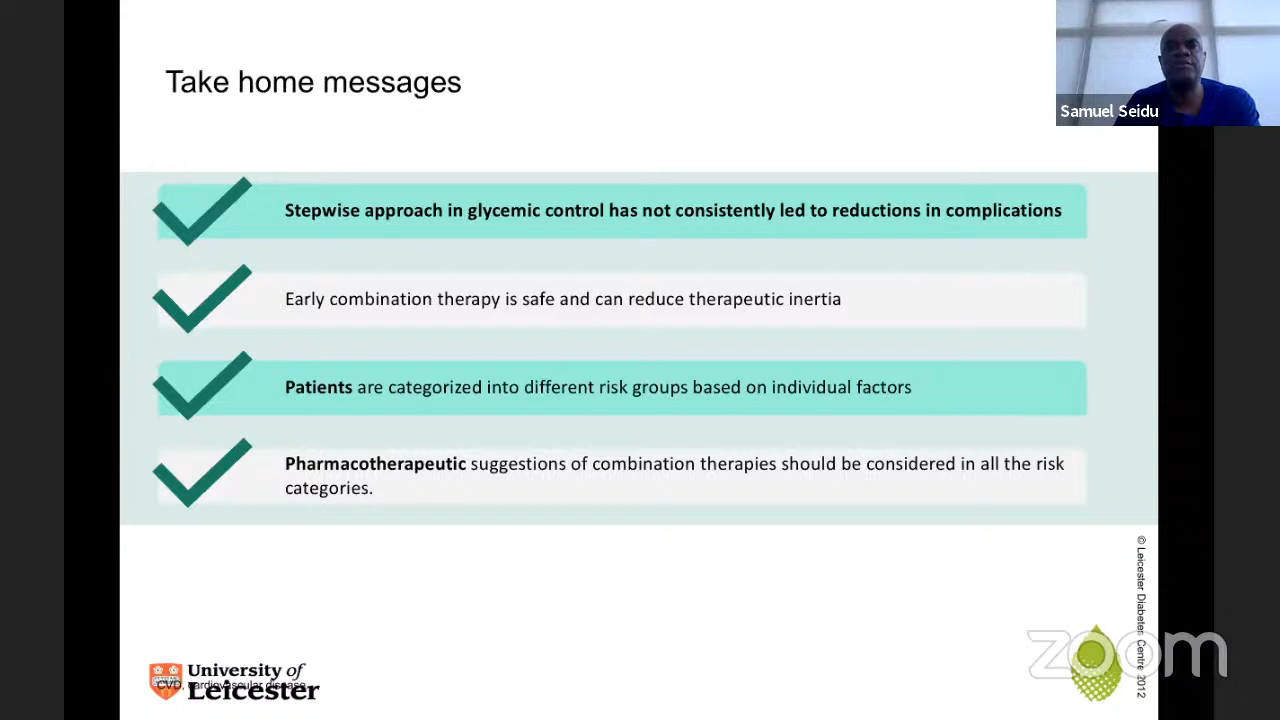 Take home messages
Samuel Seidu
Stepwise approach in glycemic control has not consistently led to reductions in complications
Early combination therapy is safe and can reduce therapeutic inertia
Patients are categorized into different risk groups based on individual factors
Pharmacotherapeutic suggestions of combination therapies should be considered in all the risk
categories.
© Leicester Diabetes Centre 2012
University of
Leicester
CVD, cardiovascular disease
zoom